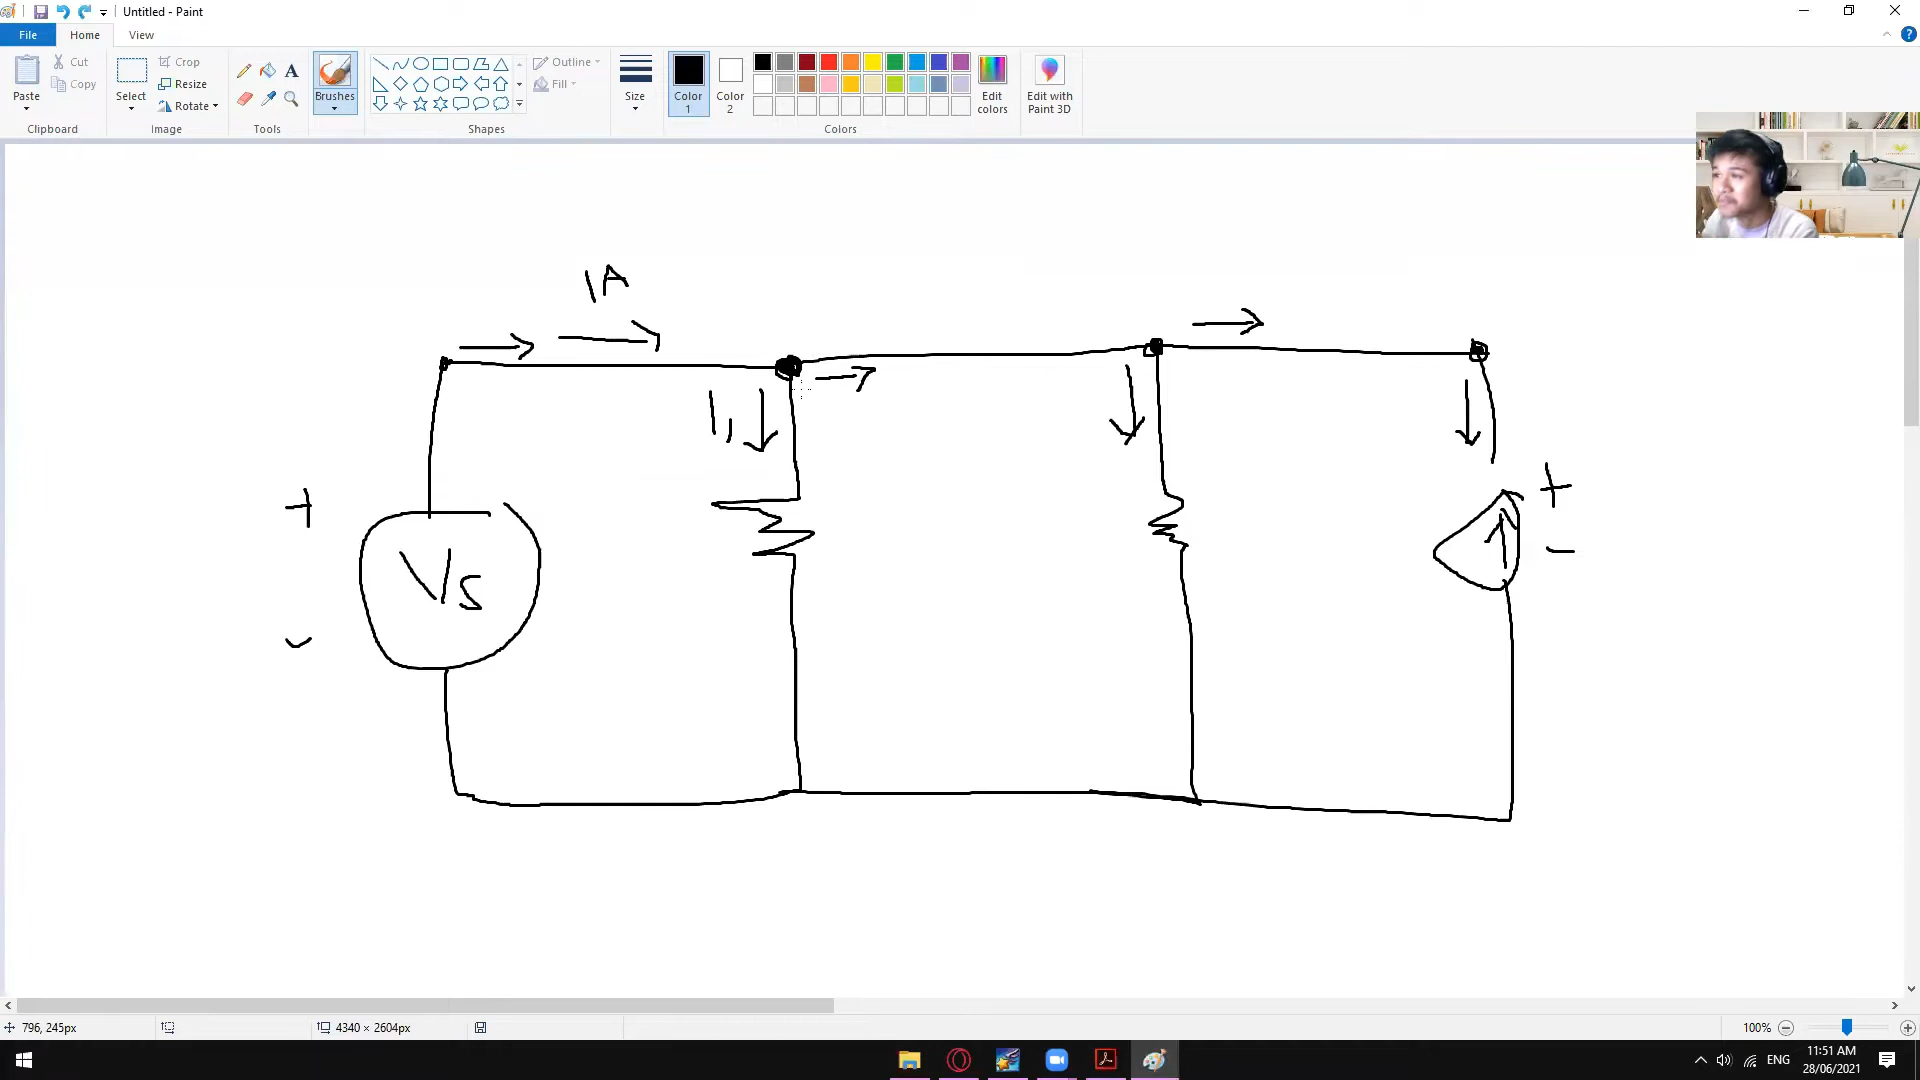 Untitled - Paint
File
Home
View
Paste
Cut
Copy
Clipboard
Select
Crop
Resize
Rotate
Image
A
Tools
Brushes
Shapes
Outline
Fill
Size
Color 1
Color 2
Colors
Edit colors
Edit with Paint 3D
1A
I1
+
-
Vs
+
-
796, 245px
4340 × 2604px
100%
ENG
11:51 AM
28/06/2021